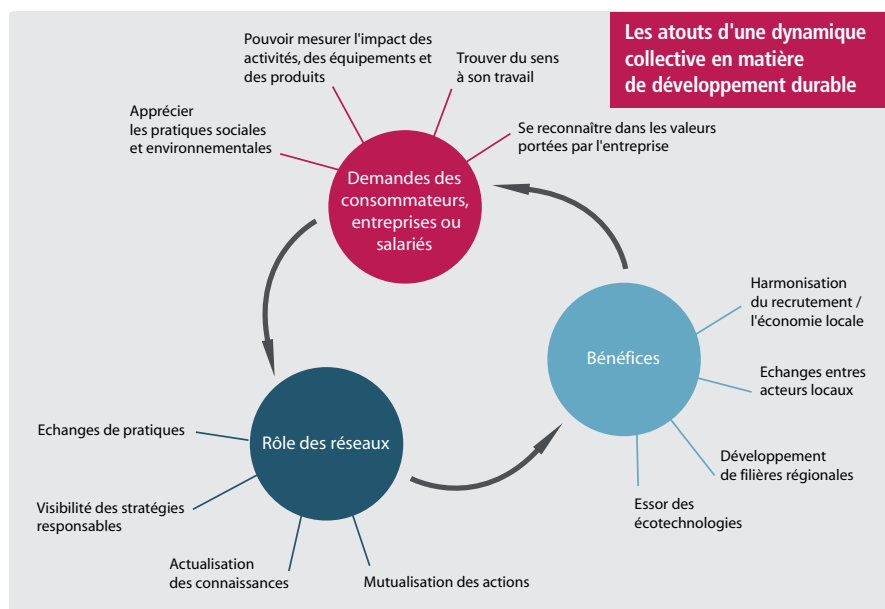 Les atouts d'une dynamique
collective en matière
de développement durable
Pouvoir mesurer l'impact des
activités, des équipements et
des produits
Trouver du sens
à son travail
Apprécier
les pratiques sociales
et environnementales
Se reconnaître dans les valeurs
portées par l'entreprise
Demandes des
consommateurs,
entreprises ou
salariés
Harmonisation
du recrutement /
l'économie locale
Bénéfices
Echanges entres
acteurs locaux
Développement
de filières régionales
Essor des
écotechnologies
Rôle des réseaux
Echanges de pratiques
Visibilité des stratégies
responsables
Actualisation
des connaissances
Mutualisation des actions